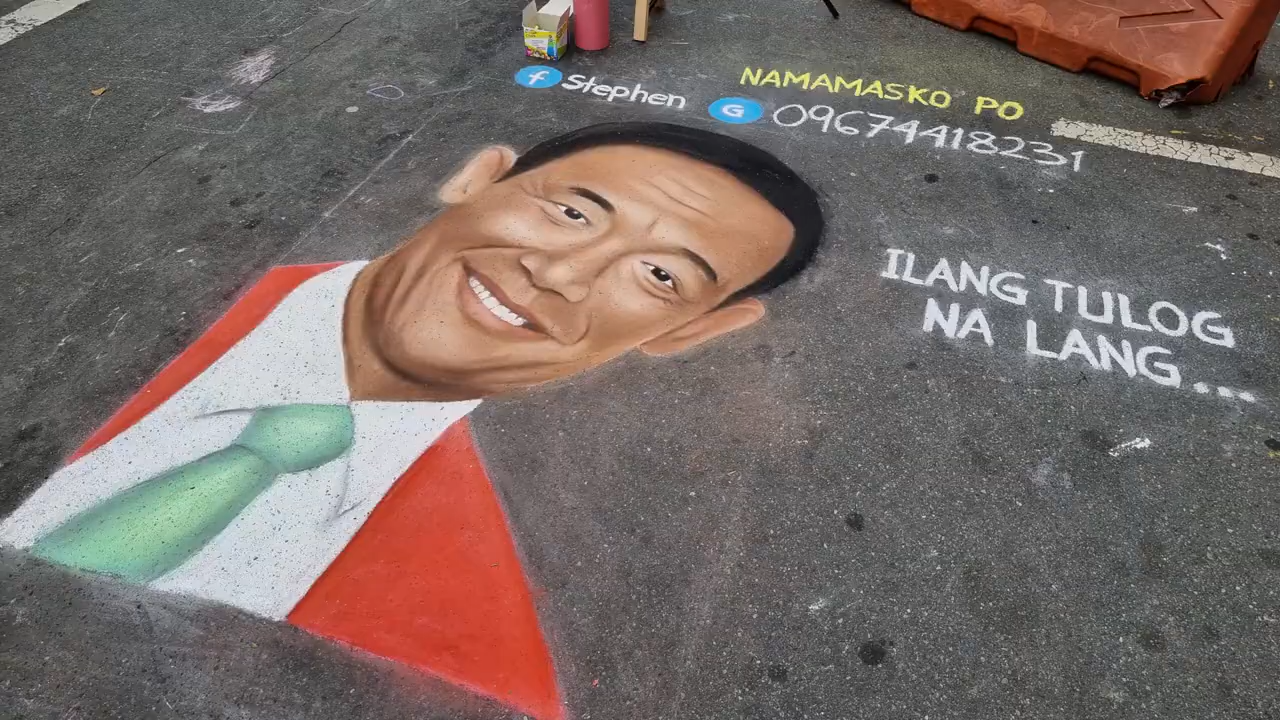 NAMAMASKO PO
f Stephen G 09674418231
ILANG TULOG
NA LANG...